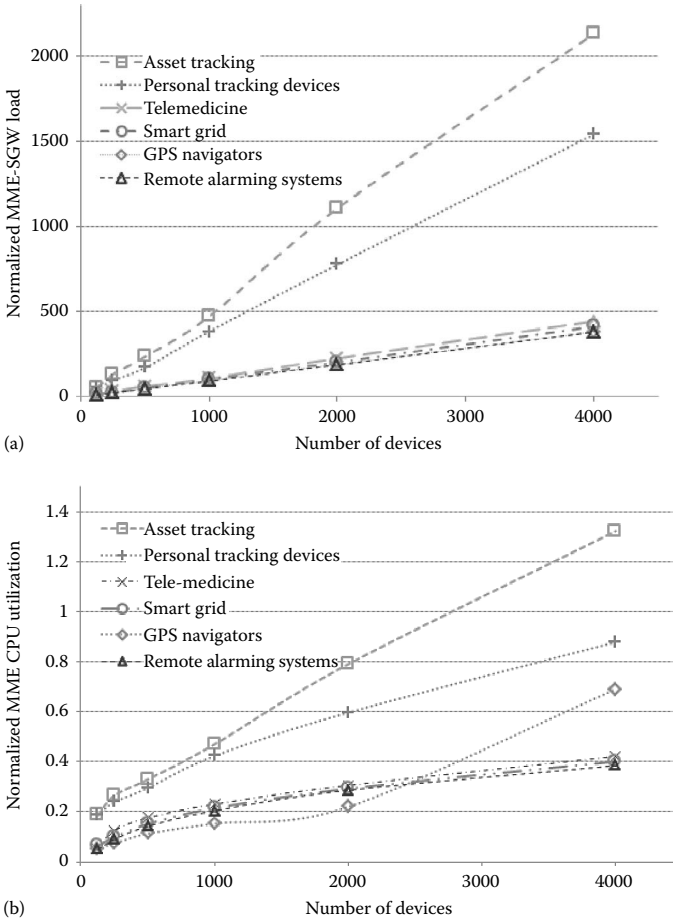 2000
1500
1000
500
0
Normalized MME-SGW load
Asset tracking
Personal tracking devices
Telemedicine
Smart grid
GPS navigators
Remote alarming systems
0
1000
2000
3000
4000
(a)
Number of devices
1.4
1.2
1
0.8
0.6
0.4
0.2
0
Normalized MME CPU utilization
Asset tracking
Personal tracking devices
Tele-medicine
Smart grid
GPS navigators
Remote alarming systems
0
1000
2000
3000
4000
(b)
Number of devices